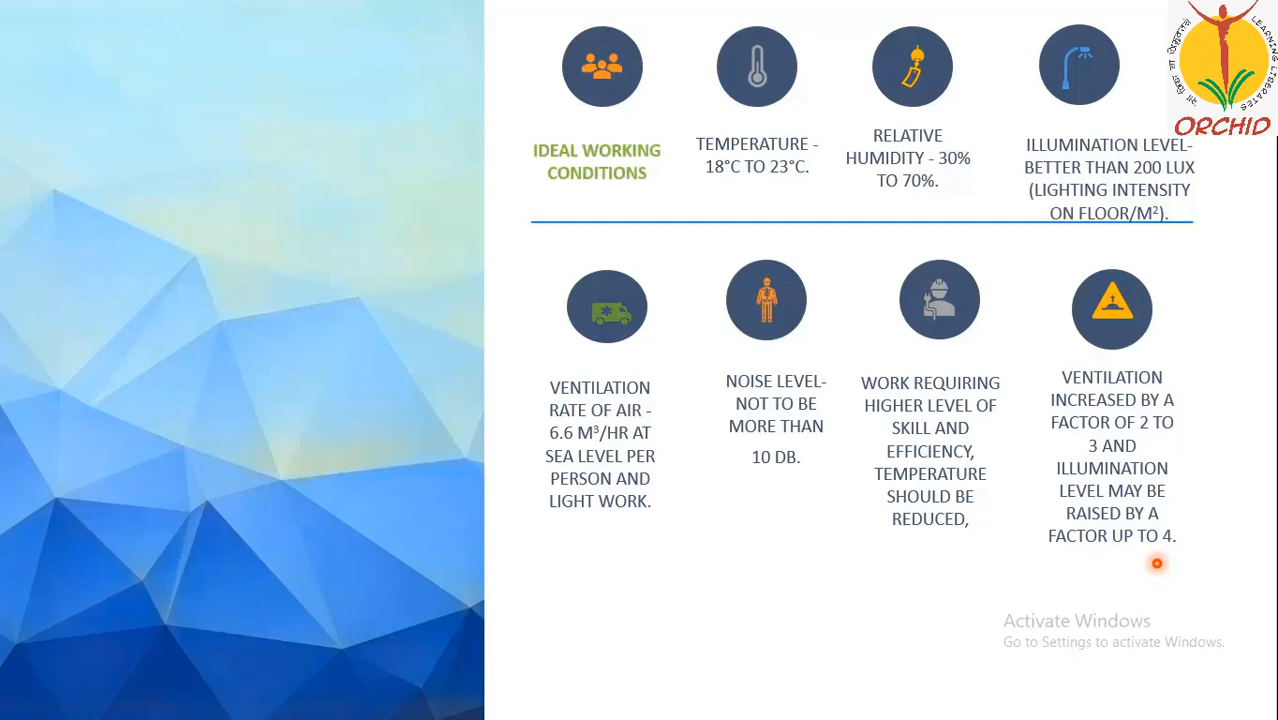 IDEAL WORKING
CONDITIONS
TEMPERATURE -
18°C TO 23°C.
RELATIVE
HUMIDITY - 30%
TO 70%.
ILLUMINATION LEVEL-
BETTER THAN 200 LUX
(LIGHTING INTENSITY
ON FLOOR/M²).
LEARNING LIBERATES
ORCHID
VENTILATION
RATE OF AIR -
6.6 M³/HR AT
SEA LEVEL PER
PERSON AND
LIGHT WORK.
NOISE LEVEL-
NOT TO BE
MORE THAN
10 DB.
WORK REQUIRING
HIGHER LEVEL OF
SKILL AND
EFFICIENCY,
TEMPERATURE
SHOULD BE
REDUCED,
VENTILATION
INCREASED BY A
FACTOR OF 2 TO
3 AND
ILLUMINATION
LEVEL MAY BE
RAISED BY A
FACTOR UP TO 4.
Activate Windows
Go to Settings to activate Windows.